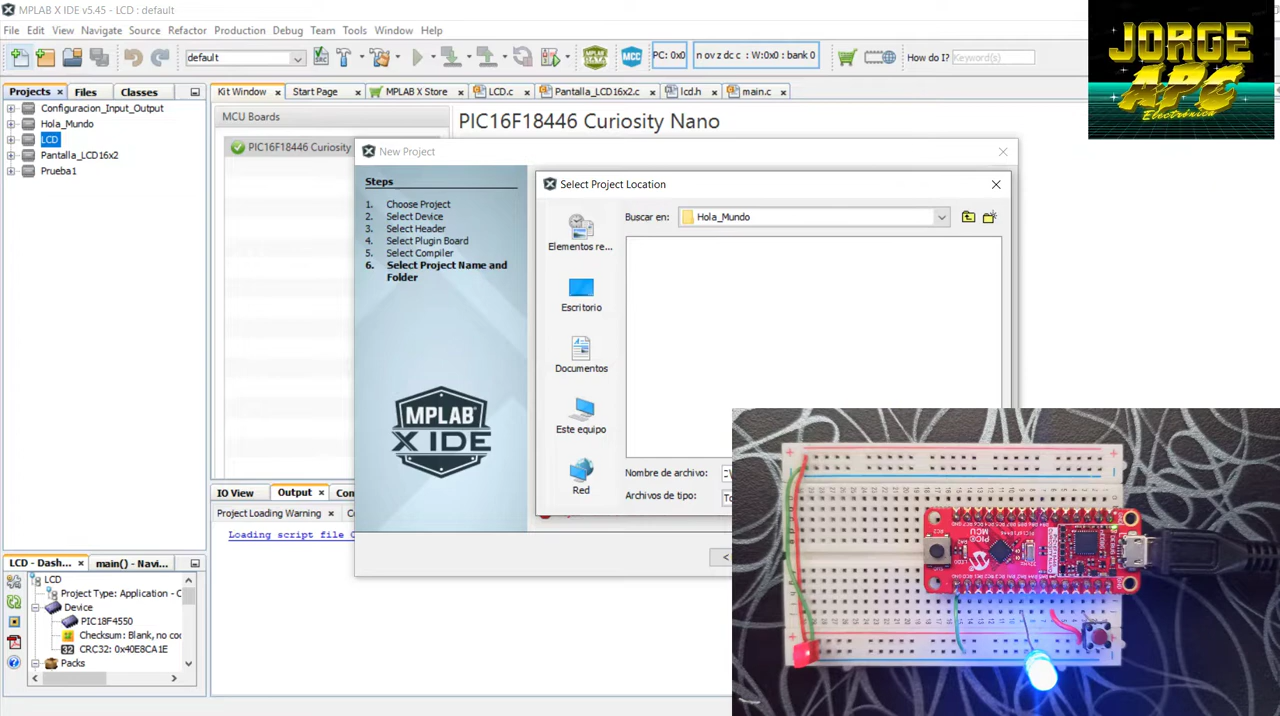 MPLAB X IDE v5.45 - LCD : default
File Edit View Navigate Source Refactor Production Debug Team Tools Window Help
default
PC: 0x0
n ov z dc c : W:0x0 : bank 0
How do I? Keyword(s)
JORGE
APC
Electrónica
Projects × Files Classes
Kit Window × Start Page × MPLAB X Store × LCD.c × Pantalla_LCD16x2.c × lcd.h × main.c ×
Configuracion_Input_Output
Hola_Mundo
LCD
Pantalla_LCD16x2
Prueba1
MCU Boards
PIC16F18446 Curiosity
PIC16F18446 Curiosity Nano
New Project
Steps
1. Choose Project
2. Select Device
3. Select Header
4. Select Plugin Board
5. Select Compiler
6. Select Project Name and
Folder
MPLAB
X IDE
Select Project Location
Buscar en: Hola_Mundo
Elementos re...
Escritorio
Documentos
Este equipo
Red
Nombre de archivo:
Archivos de tipo:
<
IO View Output ×
Project Loading Warning ×
Loading script file
LCD - Dash... × main() - Navi...
LCD
Project Type: Application - C
Device
PIC18F4550
Checksum: Blank, no coo
CRC32: 0x40E8CA1E
Packs